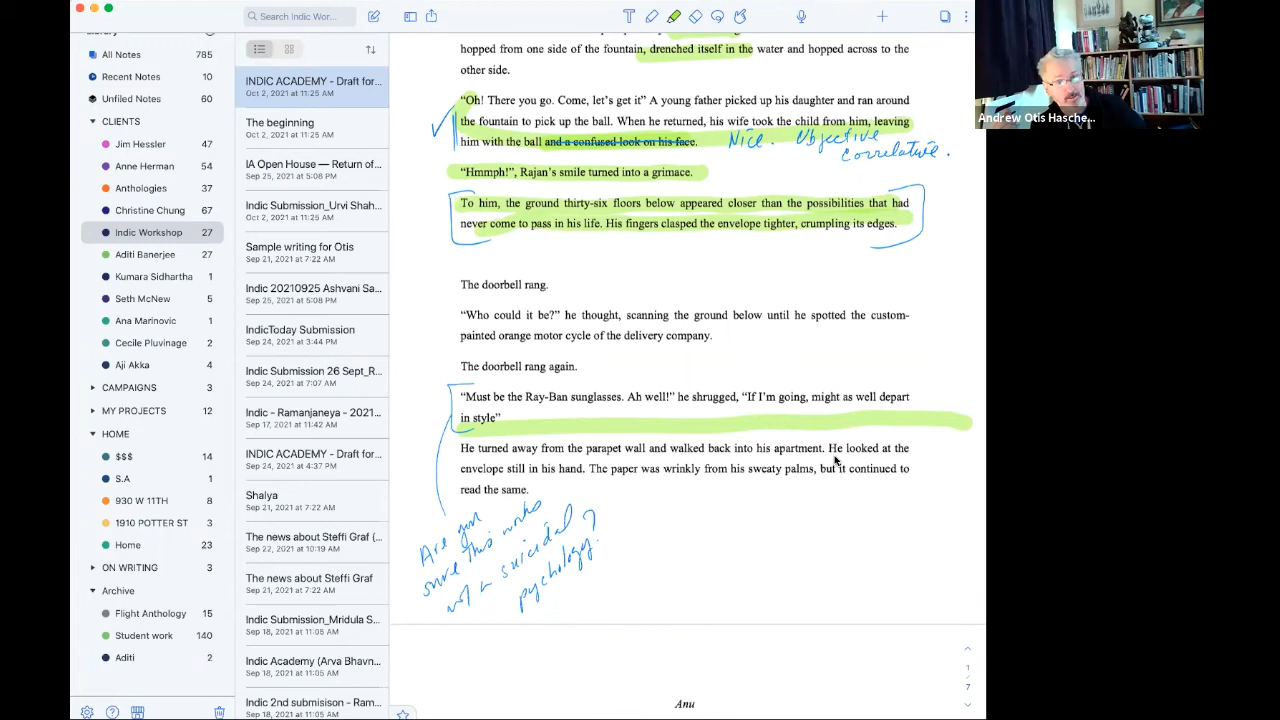 Search Indic Wor...
All Notes 785
Recent Notes 10
Unfiled Notes 60
CLIENTS
Jim Hessler 47
Anne Herman 54
Anthologies 37
Christine Chung 67
Indic Workshop 27
Aditi Banerjee 27
Kumara Sidhartha 1
Seth McNew 5
Ana Marinovic 1
Cecile Pluvinage 2
Aji Akka 4
CAMPAIGNS 3
MY PROJECTS 12
HOME
$$$ 14
S.A 1
930 W 11TH 8
1910 POTTER ST 3
Home 23
ON WRITING 3
Archive
Flight Anthology 15
Student work 140
Aditi 2
INDIC ACADEMY - Draft for...
Oct 2, 2021 at 11:25 AM
The beginning
Oct 2, 2021 at 11:25 AM
IA Open House — Return of...
Sep 25, 2021 at 5:08 PM
Indic Submission_Urvi Shah...
Oct 2, 2021 at 11:25 AM
Sample writing for Otis
Sep 21, 2021 at 7:22 AM
Indic 20210925 Ashvani Sa...
Sep 25, 2021 at 5:08 PM
IndicToday Submission
Sep 24, 2021 at 3:44 PM
Indic Submission 26 Sept_R...
Sep 24, 2021 at 7:07 AM
Indic - Ramanjaneya - 2021...
Sep 17, 2021 at 11:42 AM
INDIC ACADEMY - Draft for...
Sep 24, 2021 at 4:37 PM
Shalya
Sep 21, 2021 at 7:22 AM
The news about Steffi Graf (...
Sep 22, 2021 at 10:19 AM
The news about Steffi Graf
Sep 21, 2021 at 7:22 AM
Indic Submission_Mridula S...
Sep 18, 2021 at 11:05 AM
Indic Academy (Arva Bhavn...
Sep 18, 2021 at 11:05 AM
Indic 2nd submisison - Ram...
Sep 18, 2021 at 11:05 AM
hopped from one side of the fountain, drenched itself in the water and hopped across to the
other side.
“Oh! There you go. Come, let’s get it” A young father picked up his daughter and ran around
the fountain to pick up the ball. When he returned, his wife took the child from him, leaving
him with the ball and a confused look on his face.
Nice. Objective
correlative.
“Hmmph!”, Rajan’s smile turned into a grimace.
To him, the ground thirty-six floors below appeared closer than the possibilities that had
never come to pass in his life. His fingers clasped the envelope tighter, crumpling its edges.
The doorbell rang.
“Who could it be?” he thought, scanning the ground below until he spotted the custom-
painted orange motor cycle of the delivery company.
The doorbell rang again.
“Must be the Ray-Ban sunglasses. Ah well!” he shrugged, “If I’m going, might as well depart
in style”
He turned away from the parapet wall and walked back into his apartment. He looked at the
envelope still in his hand. The paper was wrinkly from his sweaty palms, but it continued to
read the same.
Are you
sure this works
suicidal
psychology?
1
/
7
Anu
Andrew Otis Hasche...